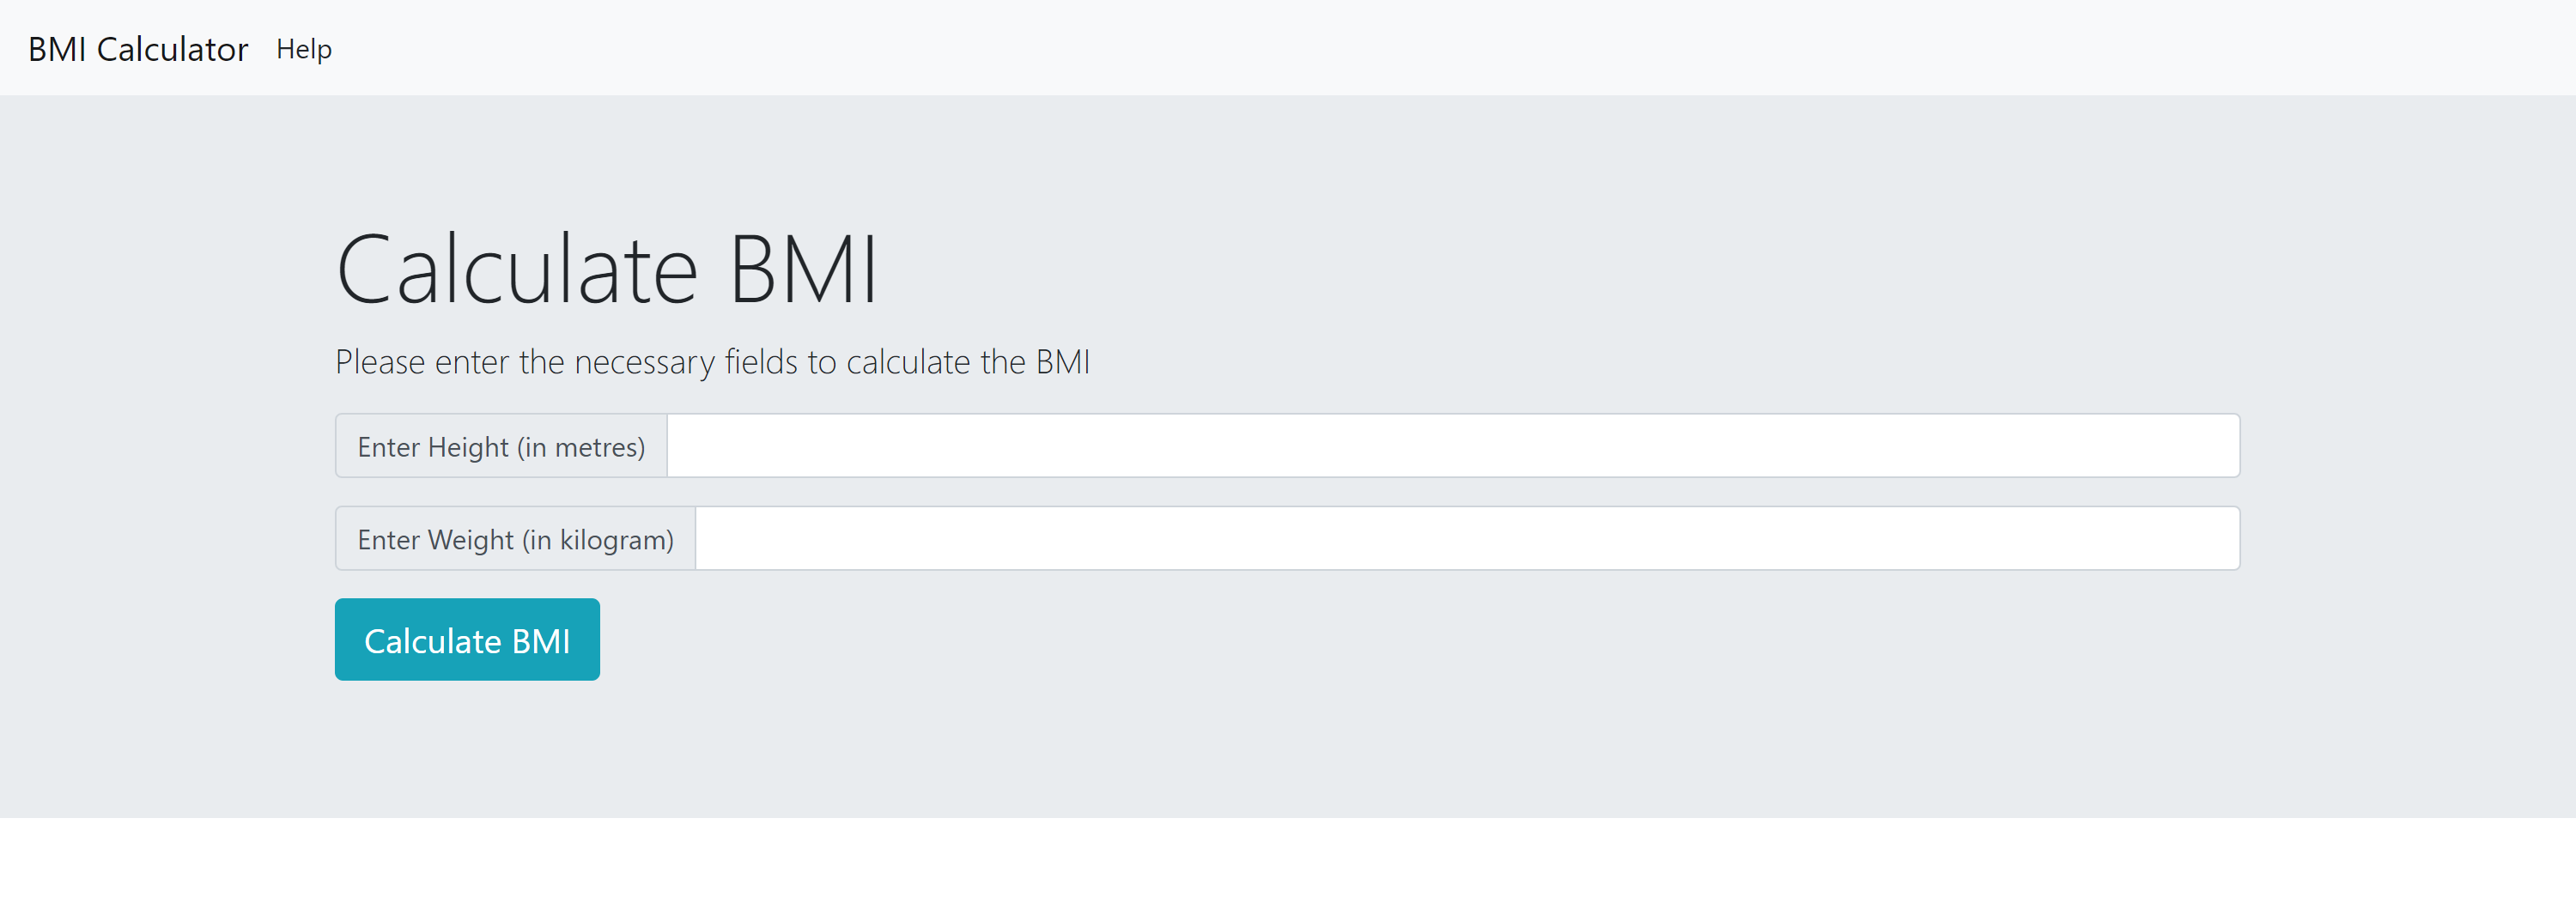 BMI Calculator Help
Calculate BMI
Please enter the necessary fields to calculate the BMI
Enter Height (in metres)
Enter Weight (in kilogram)
Calculate BMI